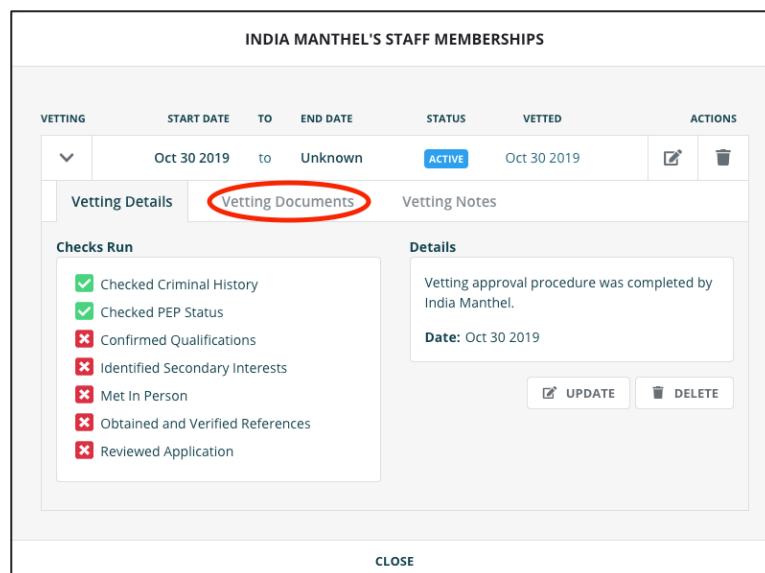 INDIA MANTHEL'S STAFF MEMBERSHIPS
VETTING START DATE TO END DATE STATUS VETTED ACTIONS
Oct 30 2019 to Unknown ACTIVE Oct 30 2019
Vetting Details Vetting Documents Vetting Notes
Checks Run
Checked Criminal History
Checked PEP Status
Confirmed Qualifications
Identified Secondary Interests
Met In Person
Obtained and Verified References
Reviewed Application
Details
Vetting approval procedure was completed by
India Manthel.
Date: Oct 30 2019
UPDATE DELETE
CLOSE